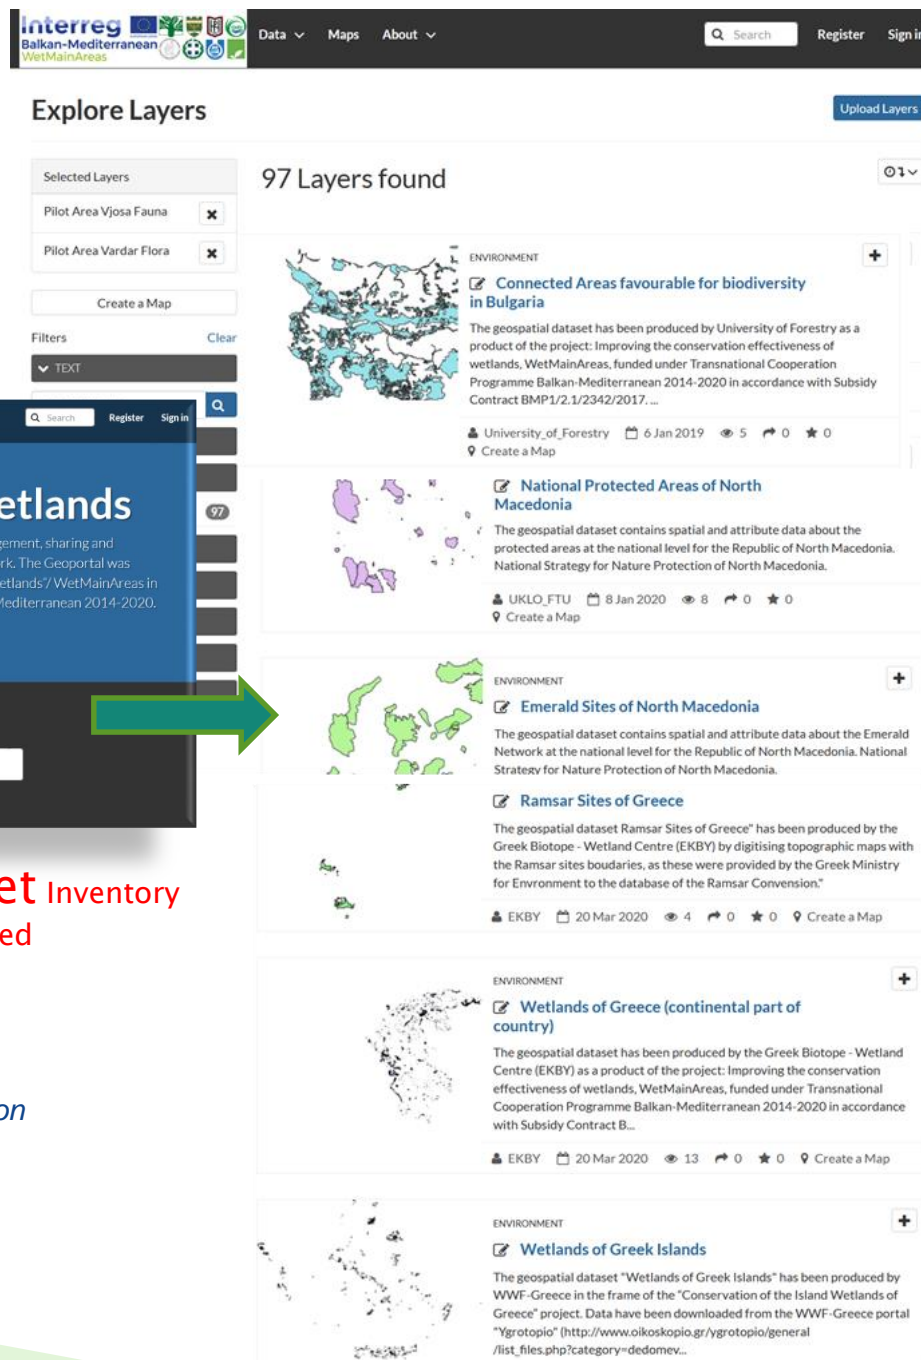 Interreg
Balkan-Mediterranean
WetMainAreas
Data Maps About Search Register Sign in
Explore Layers
Upload Layers
Selected Layers
Pilot Area Vjosa Fauna
Pilot Area Vardar Flora
Create a Map
Filters Clear
TEXT
97
Search Register Sign in
etlands
gement, sharing and
rk. The Geoportal was
etlands"/ WetMainAreas in
Mediterranean 2014-2020.
et Inventory
ed
on
97 Layers found
ENVIRONMENT
Connected Areas favourable for biodiversity
in Bulgaria
The geospatial dataset has been produced by University of Forestry as a
product of the project: Improving the conservation effectiveness of
wetlands, WetMainAreas, funded under Transnational Cooperation
Programme Balkan-Mediterranean 2014-2020 in accordance with Subsidy
Contract BMP1/2.1/2342/2017. ...
University_of_Forestry 6 Jan 2019 5 0 0
Create a Map
National Protected Areas of North
Macedonia
The geospatial dataset contains spatial and attribute data about the
protected areas at the national level for the Republic of North Macedonia.
National Strategy for Nature Protection of North Macedonia.
UKLO_FTU 8 Jan 2020 8 0 0
Create a Map
ENVIRONMENT
Emerald Sites of North Macedonia
The geospatial dataset contains spatial and attribute data about the Emerald
Network at the national level for the Republic of North Macedonia. National
Strategy for Nature Protection of North Macedonia.
Ramsar Sites of Greece
The geospatial dataset Ramsar Sites of Greece" has been produced by the
Greek Biotope - Wetland Centre (EKBY) by digitising topographic maps with
the Ramsar sites boudaries, as these were provided by the Greek Ministry
for Envronment to the database of the Ramsar Convension."
EKBY 20 Mar 2020 4 0 0 Create a Map
ENVIRONMENT
Wetlands of Greece (continental part of
country)
The geospatial dataset has been produced by the Greek Biotope - Wetland
Centre (EKBY) as a product of the project: Improving the conservation
effectiveness of wetlands, WetMainAreas, funded under Transnational
Cooperation Programme Balkan-Mediterranean 2014-2020 in accordance
with Subsidy Contract B...
EKBY 20 Mar 2020 13 0 0 Create a Map
ENVIRONMENT
Wetlands of Greek Islands
The geospatial dataset "Wetlands of Greek Islands" has been produced by
WWF-Greece in the frame of the "Conservation of the Island Wetlands of
Greece" project. Data have been downloaded from the WWF-Greece portal
"Ygrotopio" (http://www.oikoskopio.gr/ygrotopio/general
/list_files.php?category=dedomev...